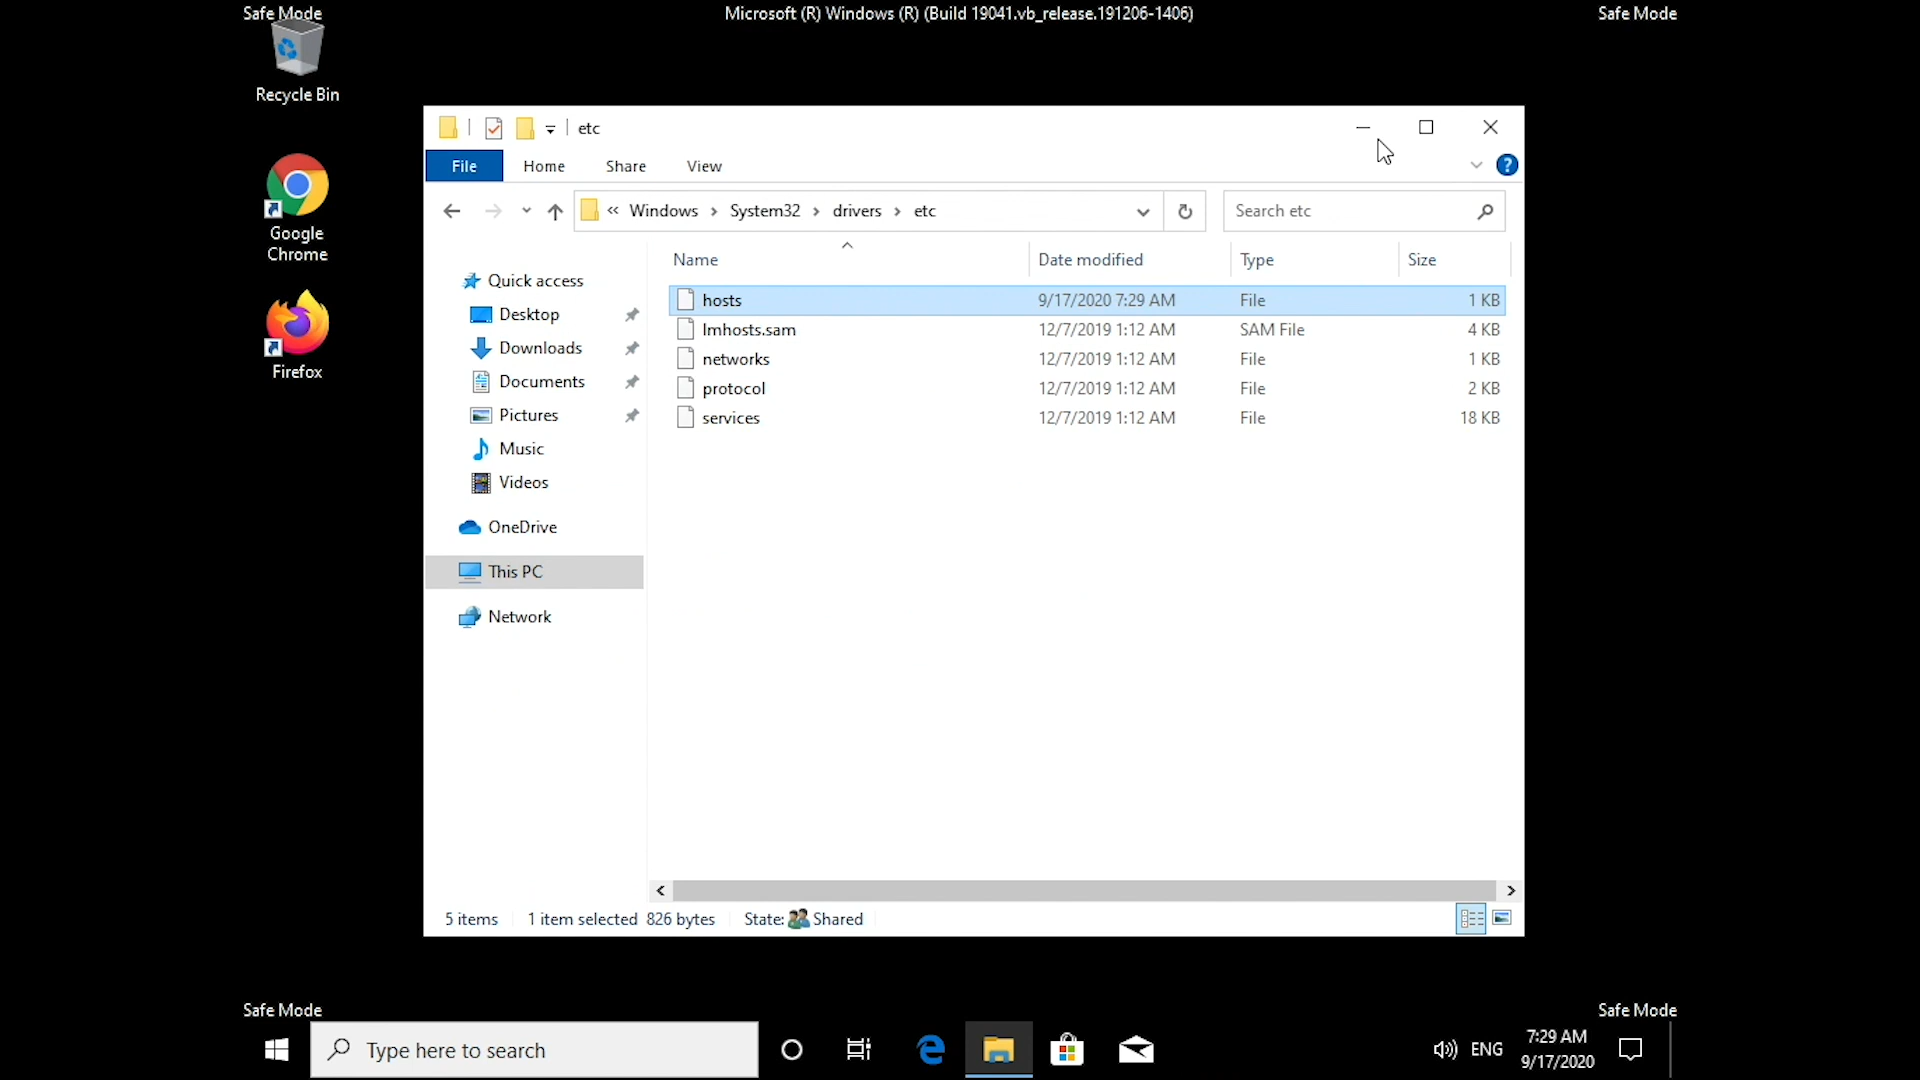 Safe Mode
Microsoft (R) Windows (R) (Build 19041.vb_release.191206-1406)
Safe Mode
Recycle Bin
Google
Chrome
Firefox
etc
File Home Share View
?
« Windows › System32 › drivers › etc
Search etc
Name Date modified Type Size
hosts 9/17/2020 7:29 AM File 1 KB
lmhosts.sam 12/7/2019 1:12 AM SAM File 4 KB
networks 12/7/2019 1:12 AM File 1 KB
protocol 12/7/2019 1:12 AM File 2 KB
services 12/7/2019 1:12 AM File 18 KB
Quick access
Desktop
Downloads
Documents
Pictures
Music
Videos
OneDrive
This PC
Network
5 items 1 item selected 826 bytes State: Shared
Safe Mode
Safe Mode
Type here to search
ENG
7:29 AM
9/17/2020